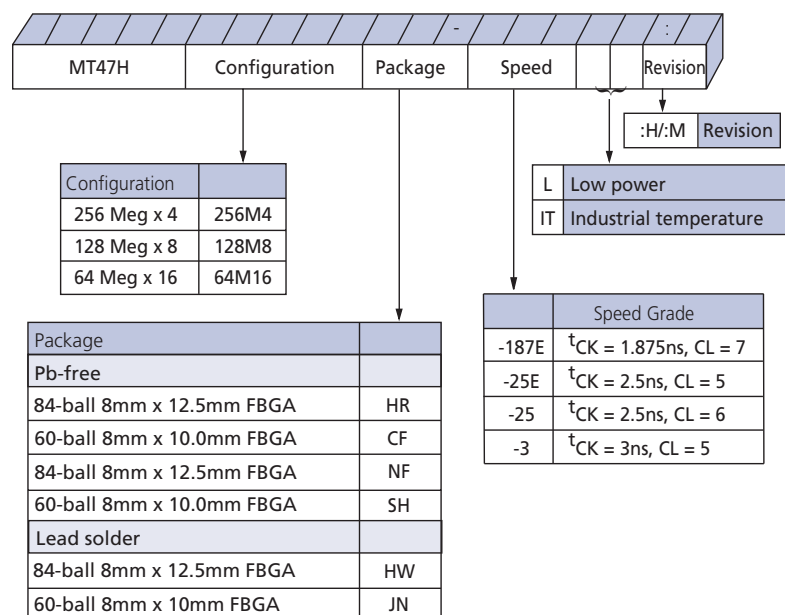 - :
MT47H Configuration Package Speed Revision
:H/:M Revision
L Low power
IT Industrial temperature
Configuration
256 Meg x 4 256M4
128 Meg x 8 128M8
64 Meg x 16 64M16
Speed Grade
-187E tCK = 1.875ns, CL = 7
-25E tCK = 2.5ns, CL = 5
-25 tCK = 2.5ns, CL = 6
-3 tCK = 3ns, CL = 5
Package
Pb-free
84-ball 8mm x 12.5mm FBGA HR
60-ball 8mm x 10.0mm FBGA CF
84-ball 8mm x 12.5mm FBGA NF
60-ball 8mm x 10.0mm FBGA SH
Lead solder
84-ball 8mm x 12.5mm FBGA HW
60-ball 8mm x 10mm FBGA JN